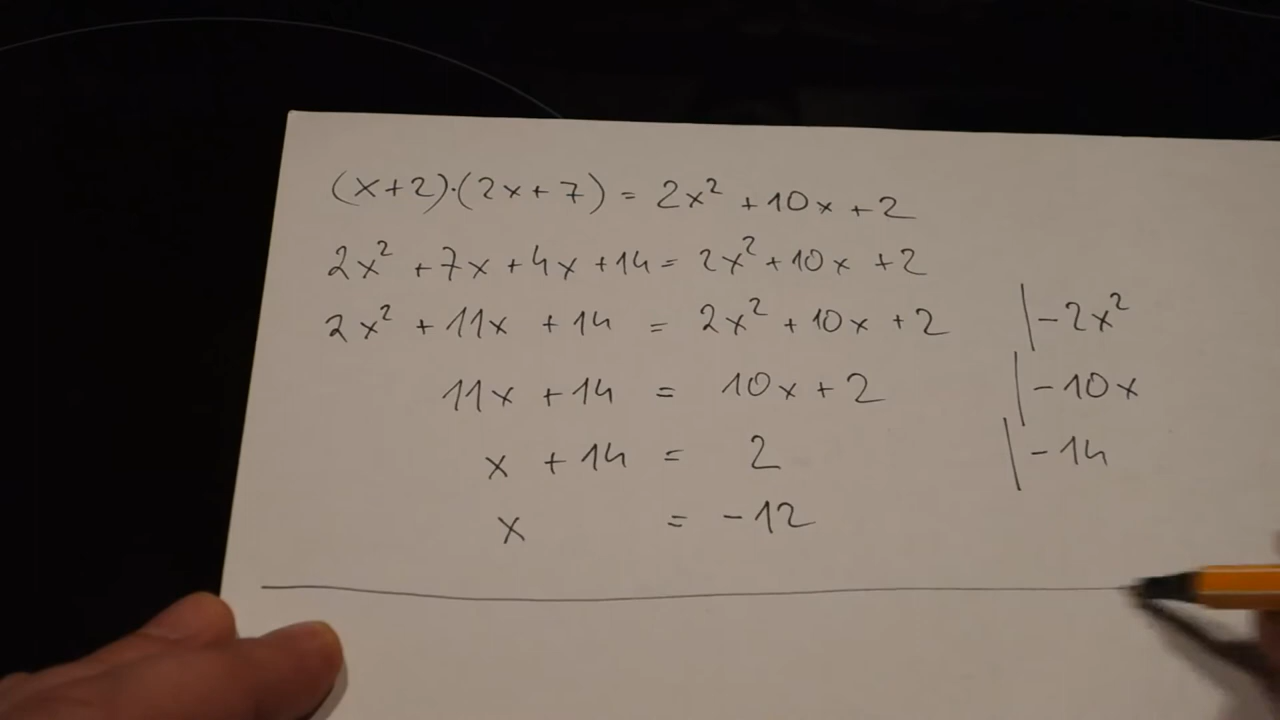 (x+2)·(2x+7) = 2x² +10x +2
2x² +7x +4x +14 = 2x² +10x +2
2x² + 11x + 14 = 2x² + 10x + 2 |-2x²
11x + 14 = 10x + 2 |-10x
x + 14 = 2 |-14
x = -12